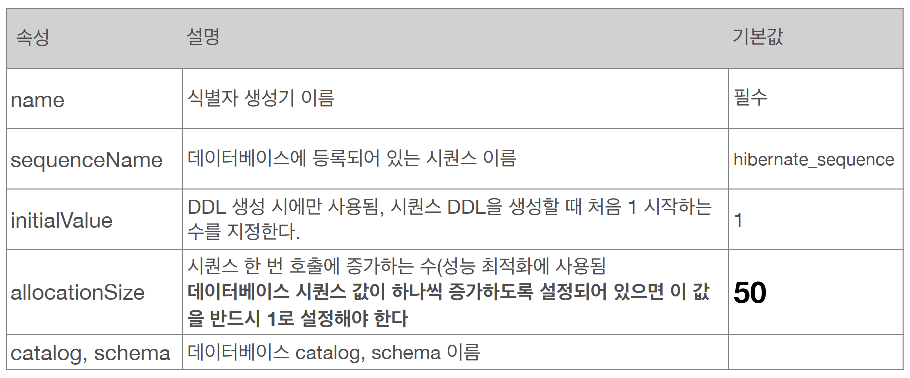 속성 설명 기본값
name 식별자 생성기 이름 필수
sequenceName 데이터베이스에 등록되어 있는 시퀀스 이름 hibernate_sequence
initialValue DDL 생성 시에만 사용됨, 시퀀스 DDL을 생성할 때 처음 1 시작하는
수를 지정한다. 1
allocationSize 시퀀스 한 번 호출에 증가하는 수(성능 최적화에 사용됨
데이터베이스 시퀀스 값이 하나씩 증가하도록 설정되어 있으면 이 값
을 반드시 1로 설정해야 한다 50
catalog, schema 데이터베이스 catalog, schema 이름